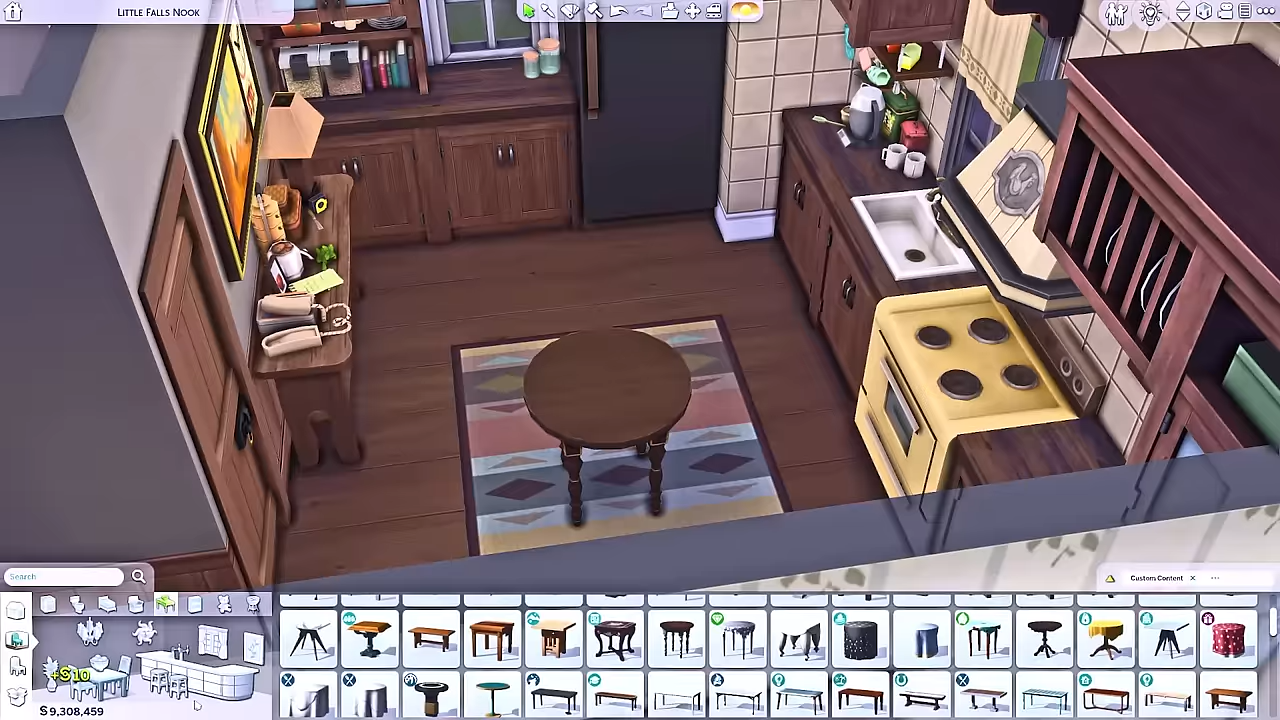 LITTLE FALLS NOOK
Search
Custom Content
+§10
§9,308,459